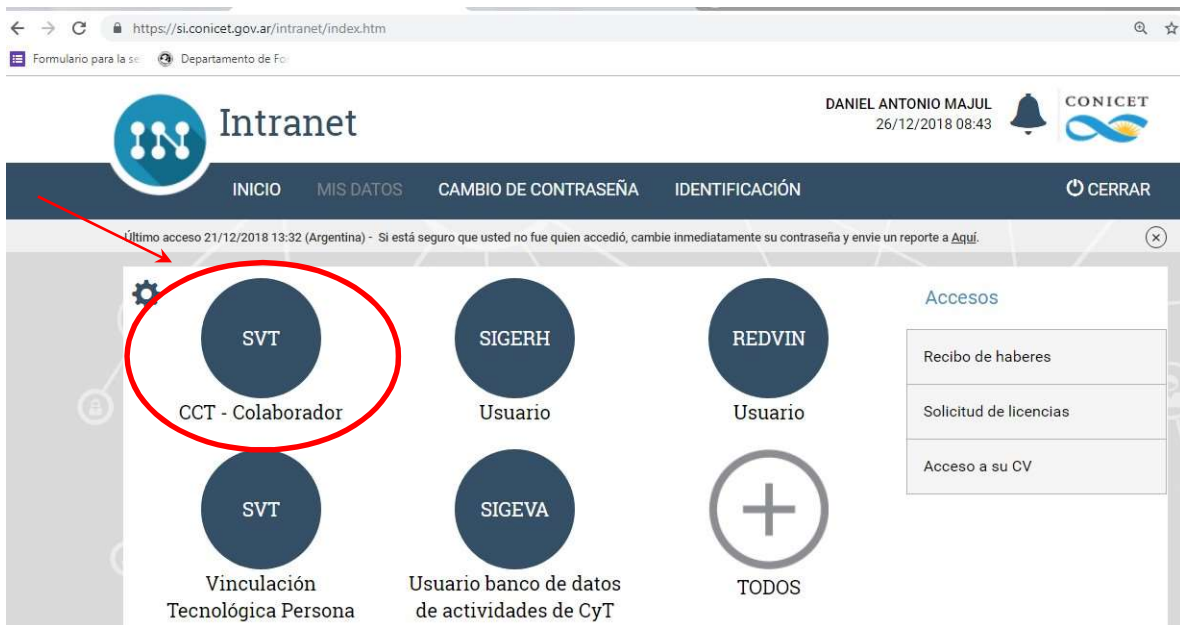 https://si.conicet.gov.ar/intranet/index.htm
Formulario para la se
Departamento de Fo
IN
Intranet
DANIEL ANTONIO MAJUL
26/12/2018 08:43
CONICET
INICIO MIS DATOS CAMBIO DE CONTRASEÑA IDENTIFICACIÓN CERRAR
Último acceso 21/12/2018 13:32 (Argentina) - Si está seguro que usted no fue quien accedió, cambie inmediatamente su contraseña y envie un reporte a Aquí.
SVT
CCT - Colaborador
SIGERH
Usuario
REDVIN
Usuario
SVT
Vinculación
Tecnológica Persona
SIGEVA
Usuario banco de datos
de actividades de CyT
TODOS
Accesos
Recibo de haberes
Solicitud de licencias
Acceso a su CV